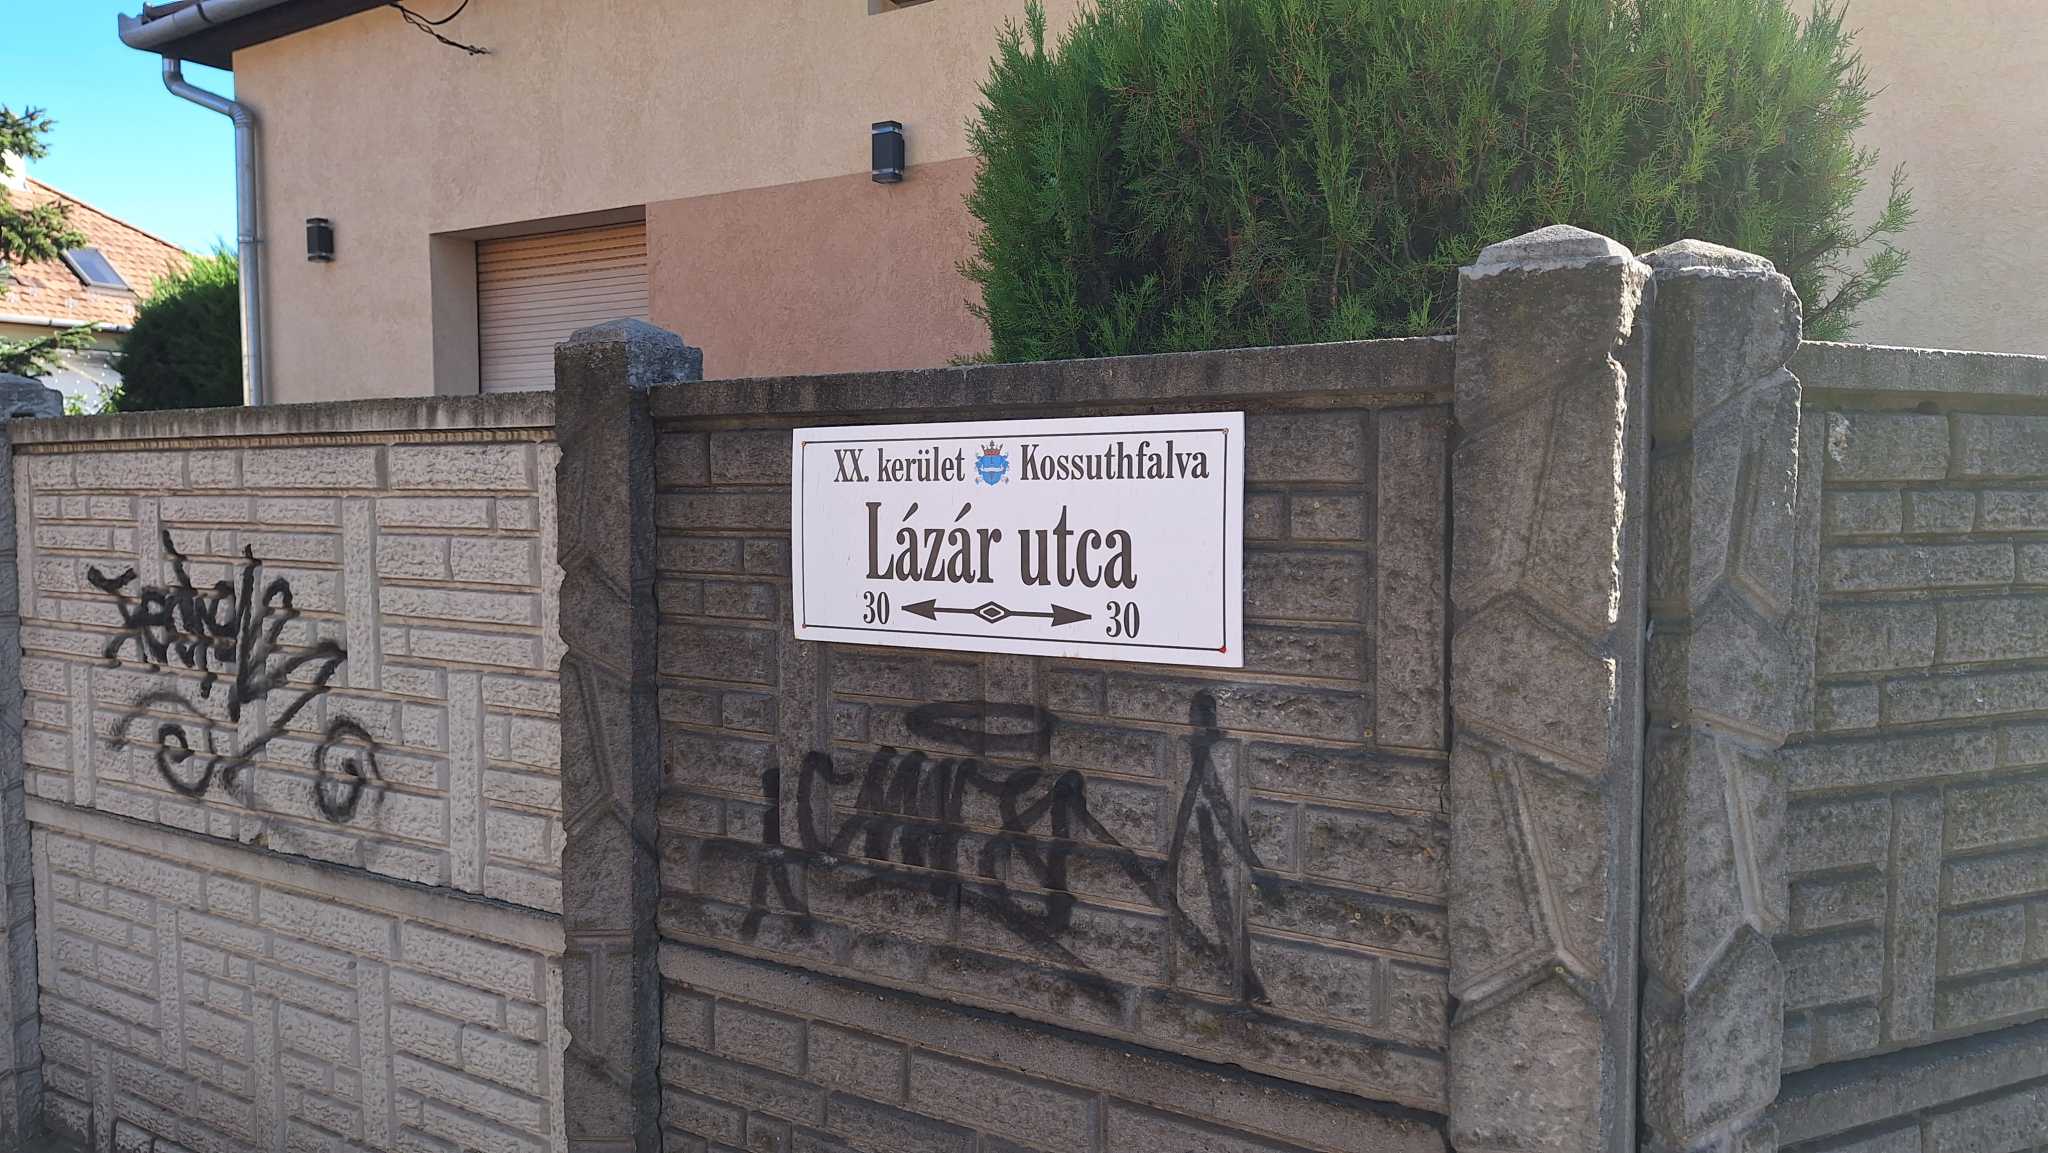 XX. kerület Kossuthfalva
Lázár utca
30 30